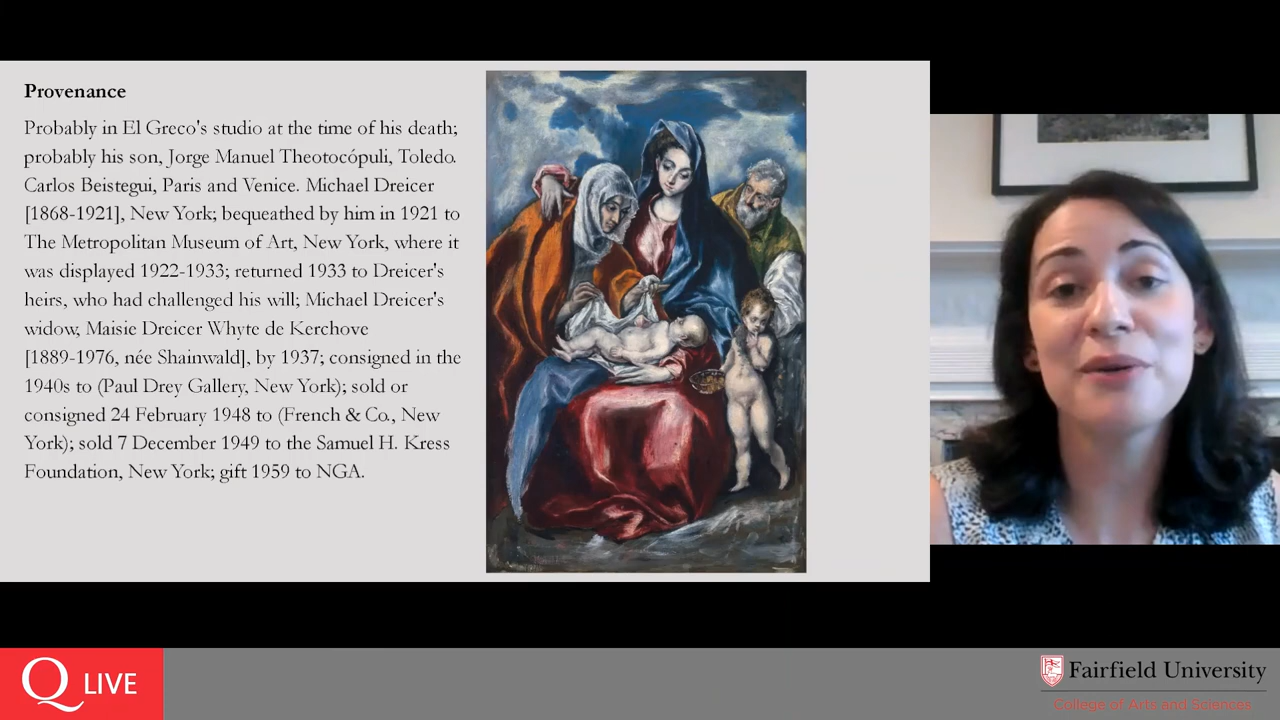 Provenance
Probably in El Greco's studio at the time of his death;
probably his son, Jorge Manuel Theotocópuli, Toledo.
Carlos Beistegui, Paris and Venice. Michael Dreicer
[1868-1921], New York; bequeathed by him in 1921 to
The Metropolitan Museum of Art, New York, where it
was displayed 1922-1933; returned 1933 to Dreicer's
heirs, who had challenged his will; Michael Dreicer's
widow, Maisie Dreicer Whyte de Kerchove
[1889-1976, née Shainwald], by 1937; consigned in the
1940s to (Paul Drey Gallery, New York); sold or
consigned 24 February 1948 to (French & Co., New
York); sold 7 December 1949 to the Samuel H. Kress
Foundation, New York; gift 1959 to NGA.
Q LIVE
Fairfield University
College of Arts and Sciences